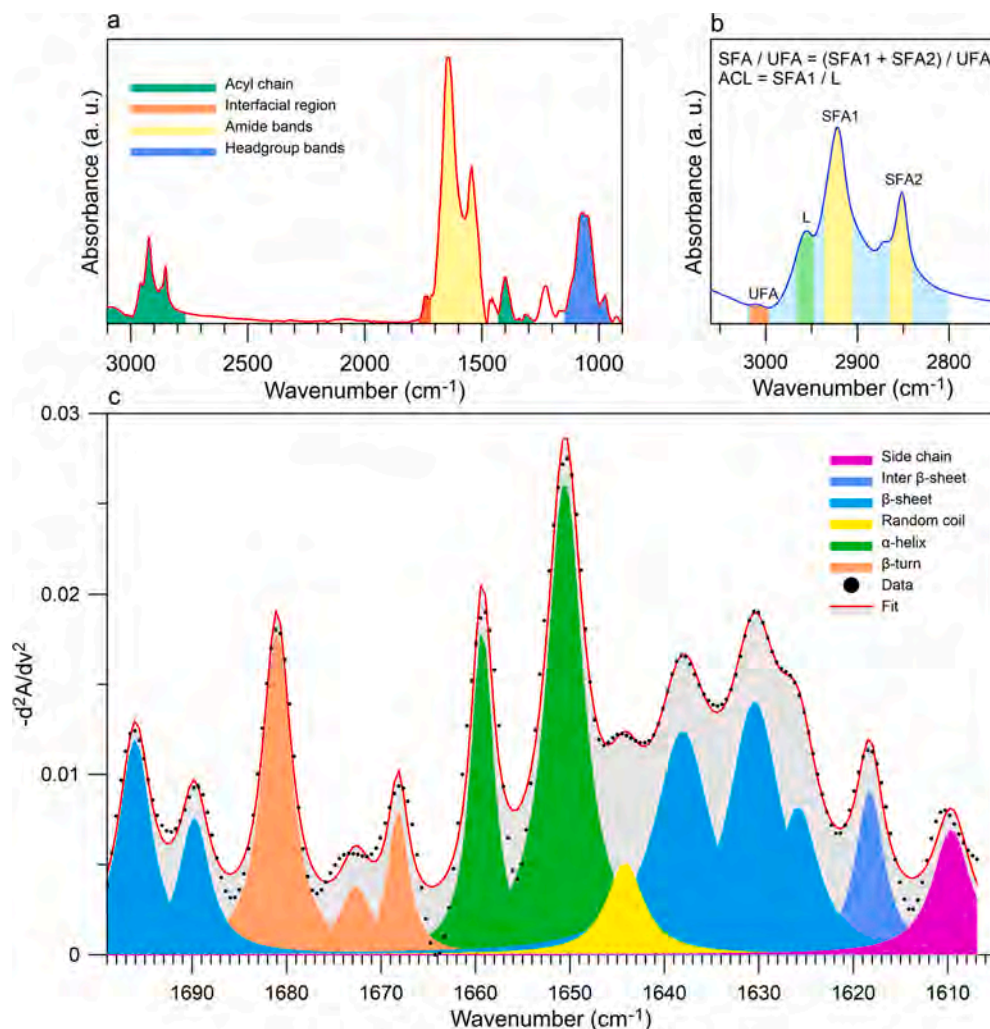 a
Absorbance (a. u.)
Acyl chain
Interfacial region
Amide bands
Headgroup bands
3000 2500 2000 1500 1000
Wavenumber (cm⁻¹)
b
Absorbance (a. u.)
SFA / UFA = (SFA1 + SFA2) / UFA
ACL = SFA1 / L
SFA1
SFA2
L
UFA
3000 2900 2800
Wavenumber (cm⁻¹)
c
-d²A/dv²
0.03
0.02
0.01
0
Side chain
Inter β-sheet
β-sheet
Random coil
α-helix
β-turn
Data
Fit
1690 1680 1670 1660 1650 1640 1630 1620 1610
Wavenumber (cm⁻¹)